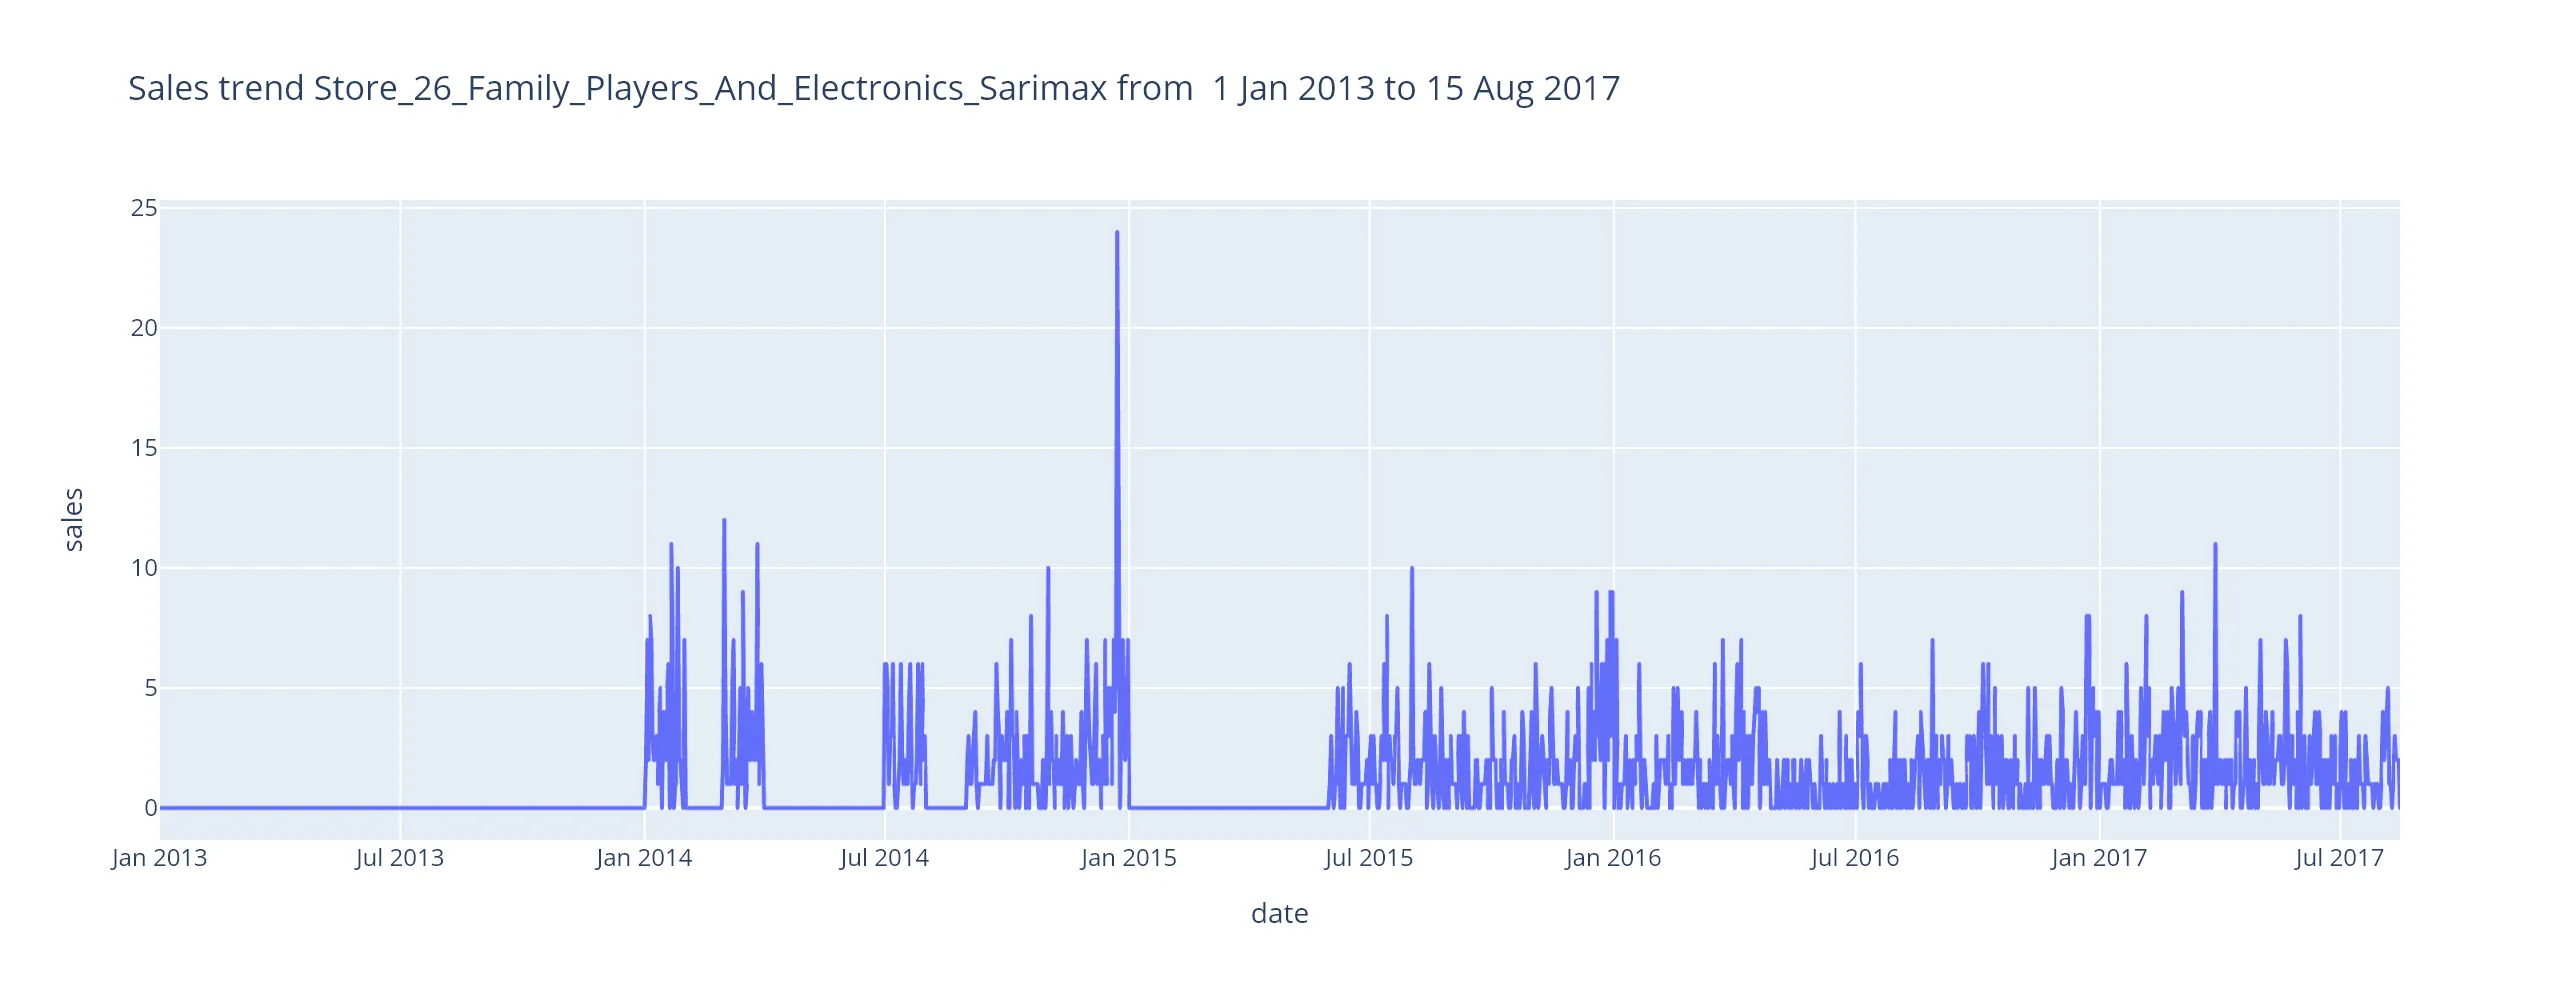 Sales trend Store_26_Family_Players_And_Electronics_Sarimax from  1 Jan 2013 to 15 Aug 2017
25
20
15
10
5
0
sales
Jan 2013 Jul 2013 Jan 2014 Jul 2014 Jan 2015 Jul 2015 Jan 2016 Jul 2016 Jan 2017 Jul 2017
date